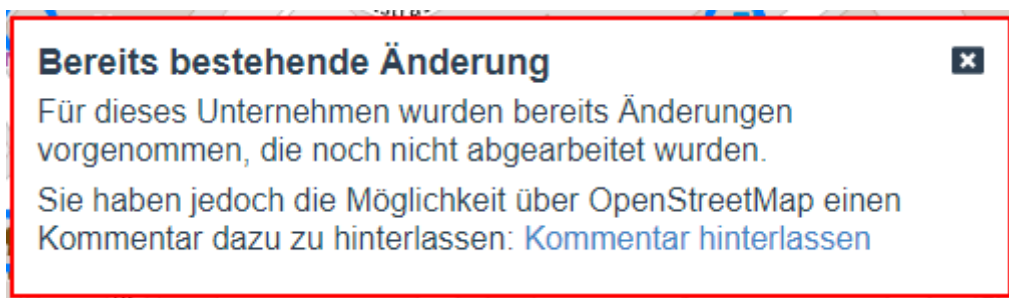 Bereits bestehende Änderung
Für dieses Unternehmen wurden bereits Änderungen
vorgenommen, die noch nicht abgearbeitet wurden.
Sie haben jedoch die Möglichkeit über OpenStreetMap einen
Kommentar dazu zu hinterlassen: Kommentar hinterlassen